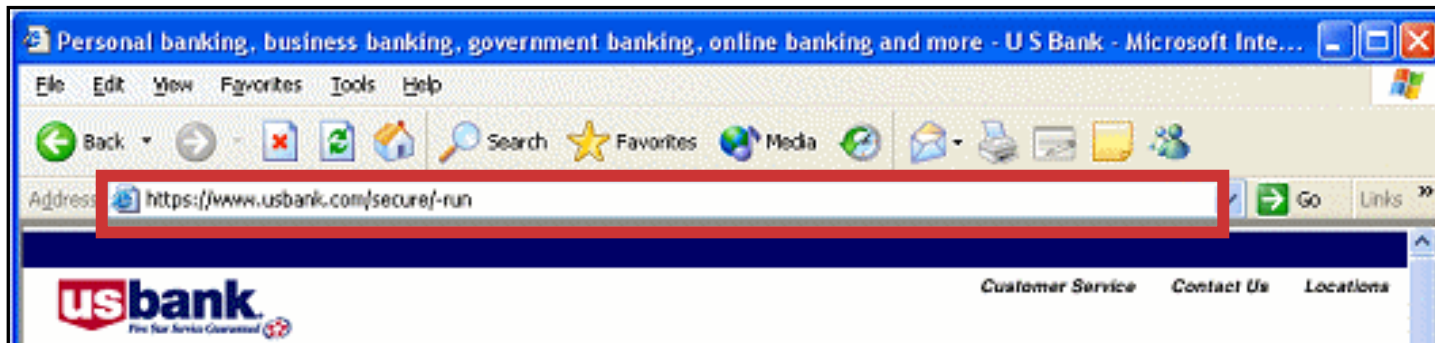 Personal banking, business banking, government banking, online banking and more - U S Bank - Microsoft Inte...
File Edit View Favorites Tools Help
Back Search Favorites Media
Address https://www.usbank.com/secure/-run Go Links »
Customer Service Contact Us Locations
usbank.
Five Star Service Guaranteed